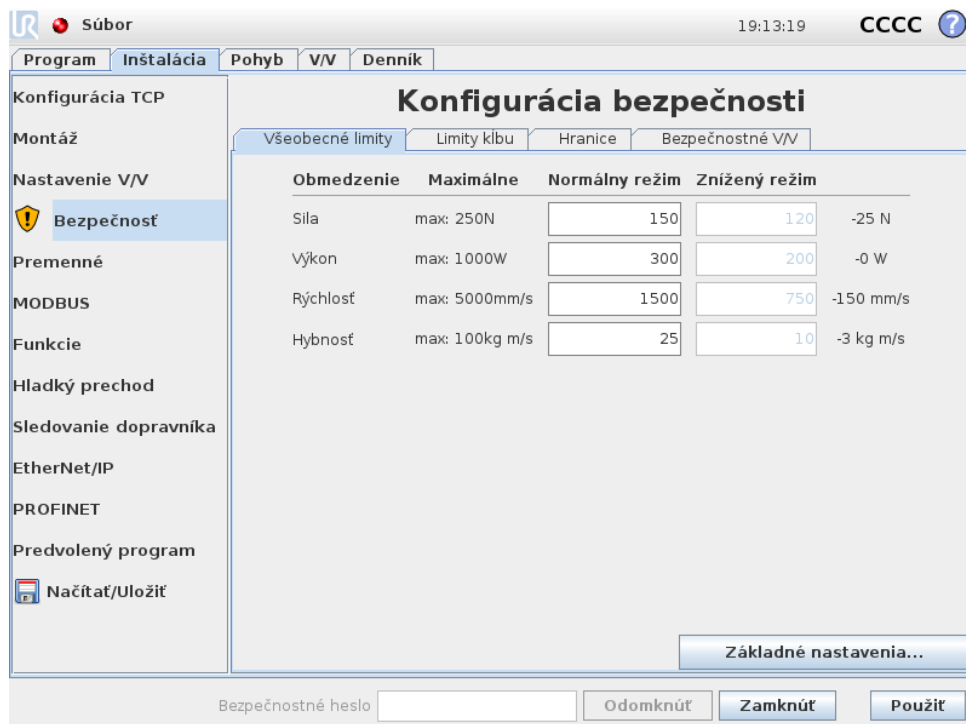 UR Súbor 19:13:19 CCCC ?
Program Inštalácia Pohyb V/V Denník
Konfigurácia TCP
Montáž
Nastavenie V/V
Bezpečnosť
Premenné
MODBUS
Funkcie
Hladký prechod
Sledovanie dopravníka
EtherNet/IP
PROFINET
Predvolený program
Načítať/Uložiť
Konfigurácia bezpečnosti
Všeobecné limity Limity kĺbu Hranice Bezpečnostné V/V
Obmedzenie Maximálne Normálny režim Znížený režim
Sila max: 250N 150 120 -25 N
Výkon max: 1000W 300 200 -0 W
Rýchlosť max: 5000mm/s 1500 750 -150 mm/s
Hybnosť max: 100kg m/s 25 10 -3 kg m/s
Základné nastavenia...
Bezpečnostné heslo Odomknúť Zamknúť Použiť